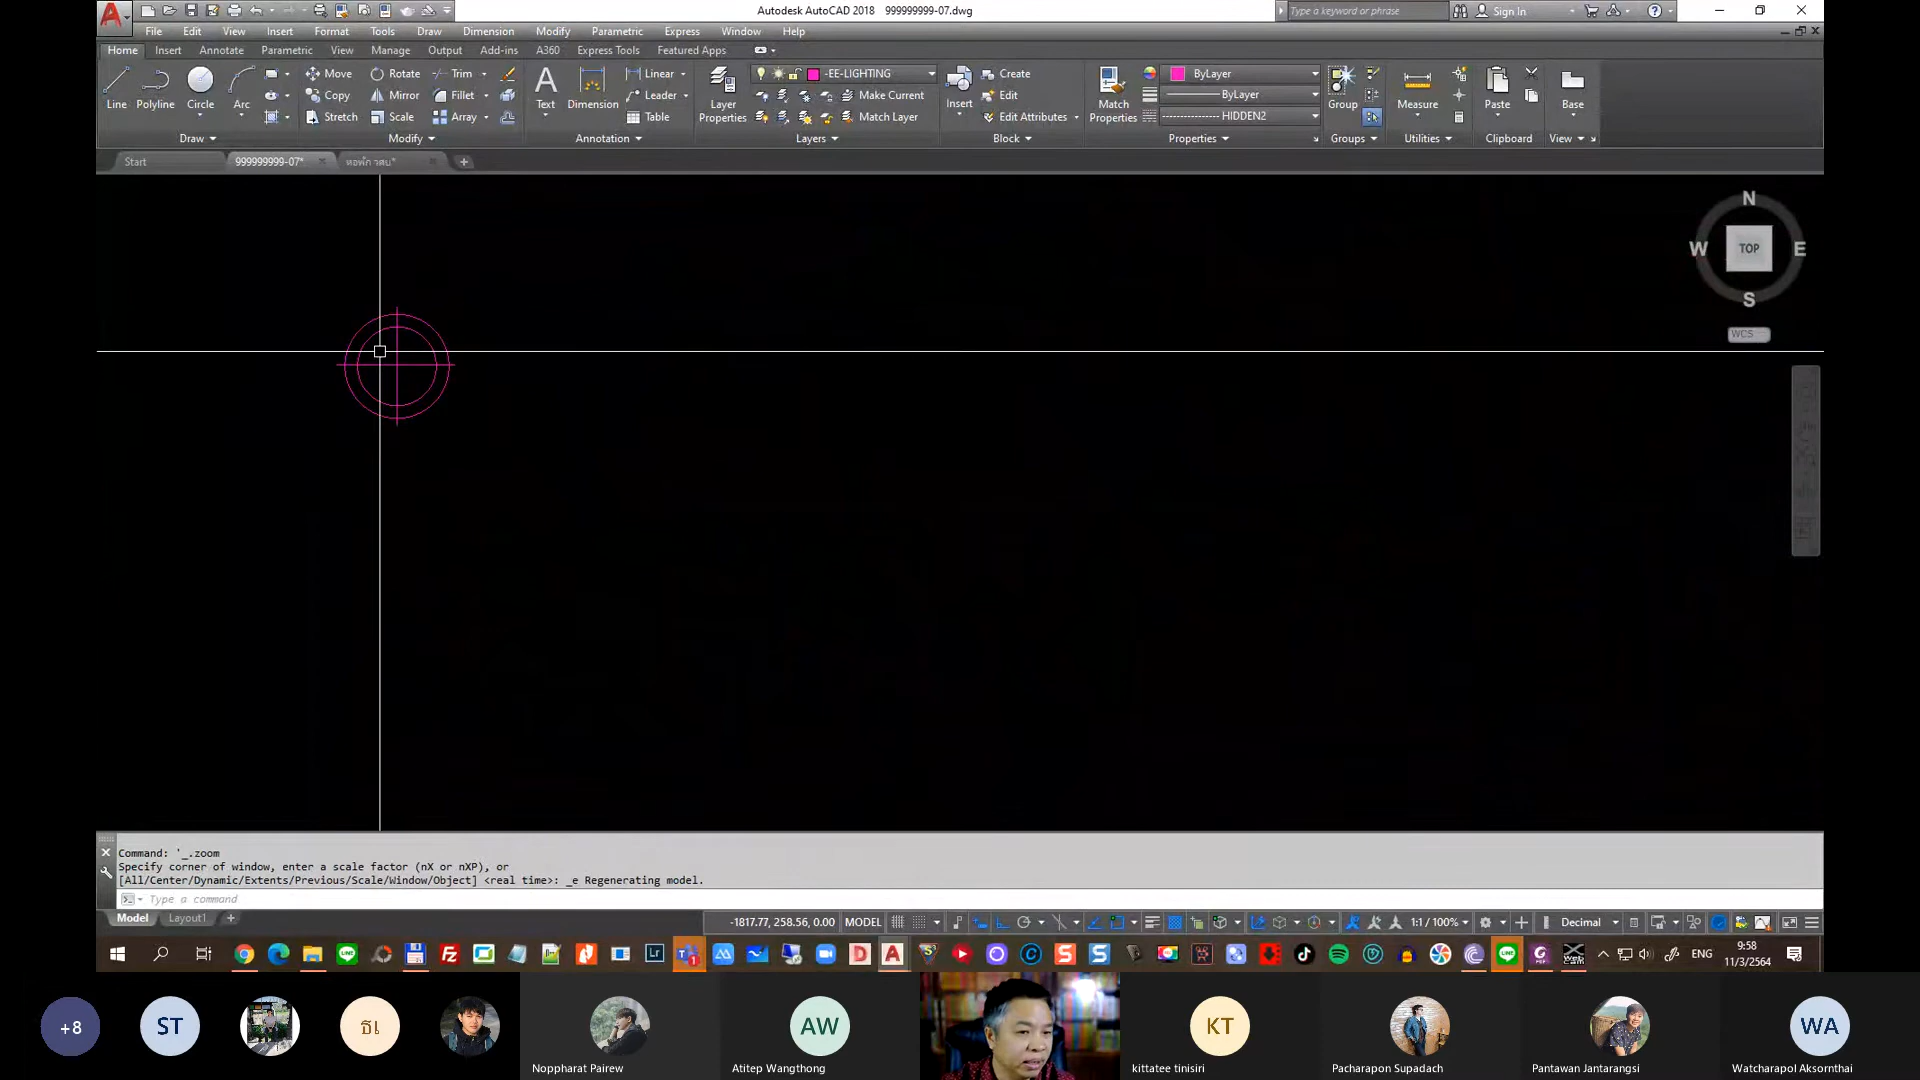 Autodesk AutoCAD 2018 999999999-07.dwg
Type a keyword or phrase
Sign In
File Edit View Insert Format Tools Draw Dimension Modify Parametric Express Window Help
Home Insert Annotate Parametric View Manage Output Add-ins A360 Express Tools Featured Apps
Line Polyline Circle Arc
Move Rotate Trim
Copy Mirror Fillet
Stretch Scale Array
Text Dimension
Linear
Leader
Table
Layer Properties
-EE-LIGHTING
Make Current
Match Layer
Insert
Create
Edit
Edit Attributes
Match Properties
ByLayer
ByLayer
HIDDEN2
Group
Measure
Paste
Base
Draw Modify Annotation Layers Block Properties Groups Utilities Clipboard View
Start 999999999-07*
N
W TOP E
S
WCS
Command: '_.zoom
Specify corner of window, enter a scale factor (nX or nXP), or
[All/Center/Dynamic/Extents/Previous/Scale/Window/Object] <real time>: _e Regenerating model.
Type a command
Model Layout1
-1817.77, 258.56, 0.00 MODEL
1:1 / 100%
Decimal
ENG
9:58
11/3/2564
+8
ST
ธเ
AW
KT
WA
Noppharat Pairew
Atitep Wangthong
kittatee tinisiri
Pacharapon Supadach
Pantawan Jantarangsi
Watcharapol Aksornthai